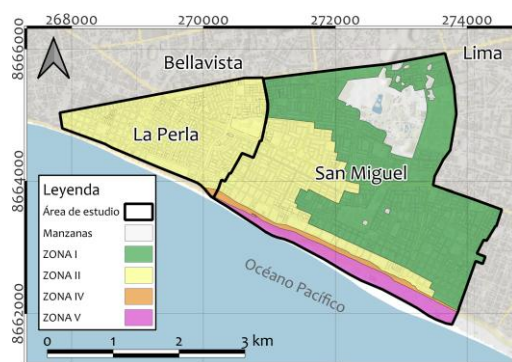 268000 270000 272000 274000
8666000
8664000
8662000
Bellavista
Lima
La Perla
San Miguel
Océano Pacífico
Leyenda
Área de estudio
Manzanas
ZONA I
ZONA II
ZONA IV
ZONA V
0 1 2 3 km